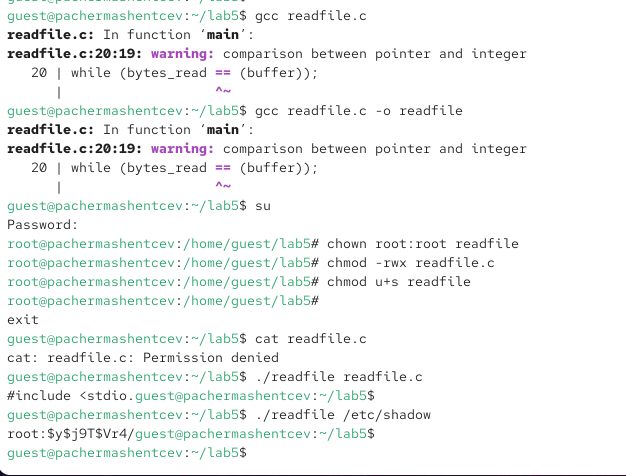 guest@pachermashentcev:~/lab5$ gcc readfile.c
readfile.c: In function ‘main’:
readfile.c:20:19: warning: comparison between pointer and integer
   20 | while (bytes_read == (buffer));
      |                   ^~
guest@pachermashentcev:~/lab5$ gcc readfile.c -o readfile
readfile.c: In function ‘main’:
readfile.c:20:19: warning: comparison between pointer and integer
   20 | while (bytes_read == (buffer));
      |                   ^~
guest@pachermashentcev:~/lab5$ su
Password:
root@pachermashentcev:/home/guest/lab5# chown root:root readfile
root@pachermashentcev:/home/guest/lab5# chmod -rwx readfile.c
root@pachermashentcev:/home/guest/lab5# chmod u+s readfile
root@pachermashentcev:/home/guest/lab5#
exit
guest@pachermashentcev:~/lab5$ cat readfile.c
cat: readfile.c: Permission denied
guest@pachermashentcev:~/lab5$ ./readfile readfile.c
#include <stdio.guest@pachermashentcev:~/lab5$
guest@pachermashentcev:~/lab5$ ./readfile /etc/shadow
root:$y$j9T$Vr4/guest@pachermashentcev:~/lab5$
guest@pachermashentcev:~/lab5$